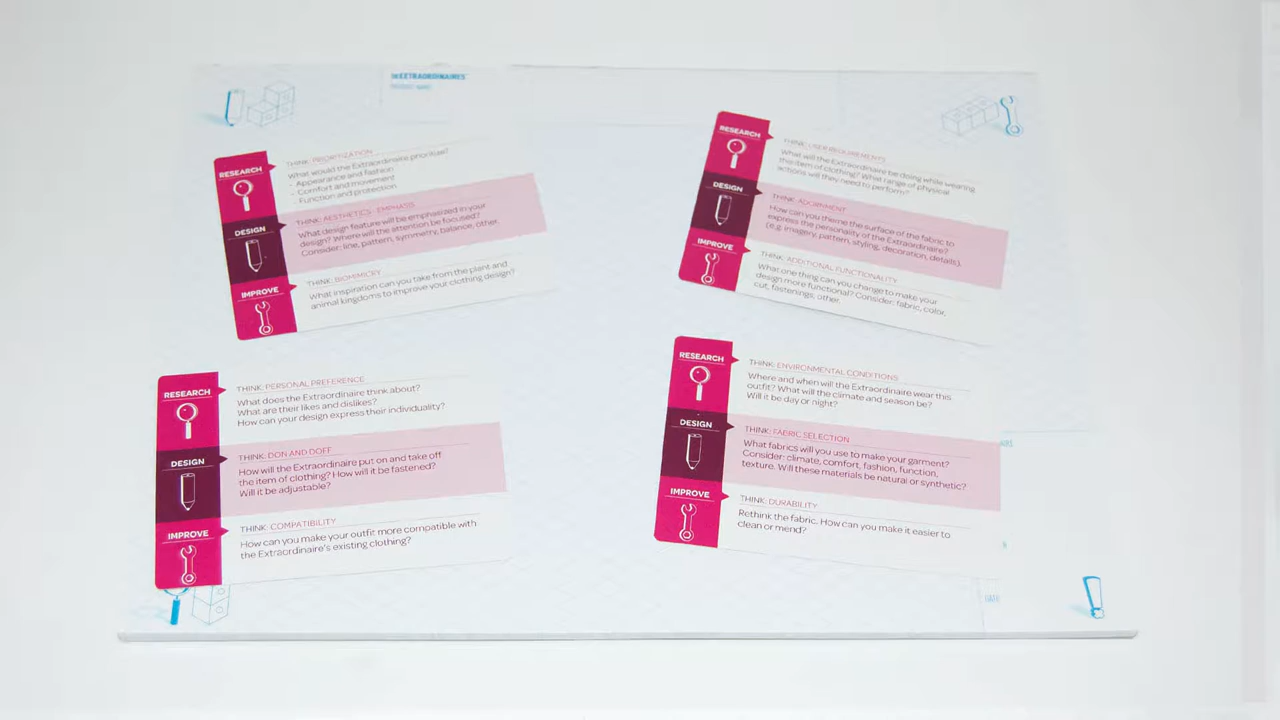 THE EXTRAORDINAIRES™
PROJECT NAME
RESEARCH
THINK: PRIORITIZATION
What would the Extraordinaire prioritise?
- Appearance and fashion
- Comfort and movement
- Function and protection
DESIGN
THINK: AESTHETICS - EMPHASIS
What design feature will be emphasized in your
design? Where will the attention be focused?
Consider: line, pattern, symmetry, balance, other.
IMPROVE
THINK: BIOMIMICRY
What inspiration can you take from the plant and
animal kingdoms to improve your clothing design?
RESEARCH
THINK: USER REQUIREMENTS
What will the Extraordinaire be doing while wearing
the item of clothing? What range of physical
actions will they need to perform?
DESIGN
THINK: ADORNMENT
How can you theme the surface of the fabric to
express the personality of the Extraordinaire?
(e.g. imagery, pattern, styling, decoration, details).
IMPROVE
THINK: ADDITIONAL FUNCTIONALITY
What one thing can you change to make your
design more functional? Consider: fabric, color,
cut, fastenings, other.
RESEARCH
THINK: PERSONAL PREFERENCE
What does the Extraordinaire think about?
What are their likes and dislikes?
How can your design express their individuality?
DESIGN
THINK: DON AND DOFF
How will the Extraordinaire put on and take off
the item of clothing? How will it be fastened?
Will it be adjustable?
IMPROVE
THINK: COMPATIBILITY
How can you make your outfit more compatible with
the Extraordinaire's existing clothing?
RESEARCH
THINK: ENVIRONMENTAL CONDITIONS
Where and when will the Extraordinaire wear this
outfit? What will the climate and season be?
Will it be day or night?
DESIGN
THINK: FABRIC SELECTION
What fabrics will you use to make your garment?
Consider: climate, comfort, fashion, function,
texture. Will these materials be natural or synthetic?
IMPROVE
THINK: DURABILITY
Rethink the fabric. How can you make it easier to
clean or mend?